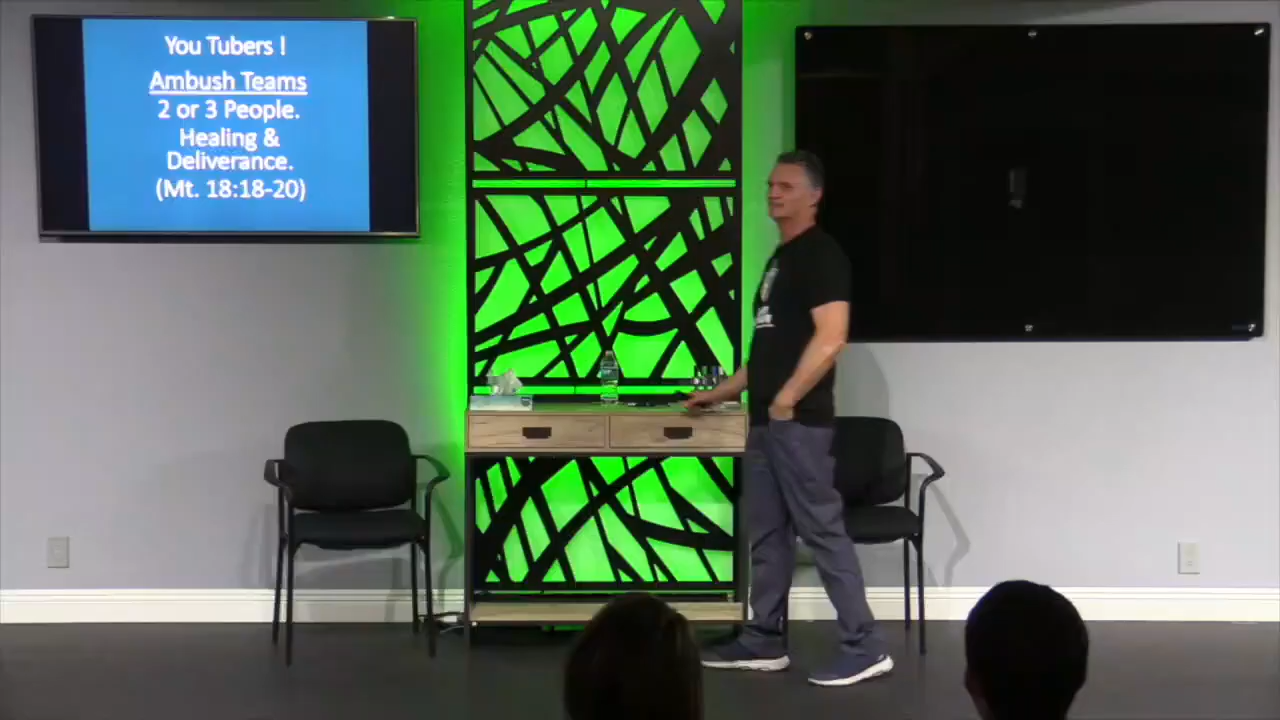 You Tubers !
Ambush Teams
2 or 3 People.
Healing &
Deliverance.
(Mt. 18:18-20)